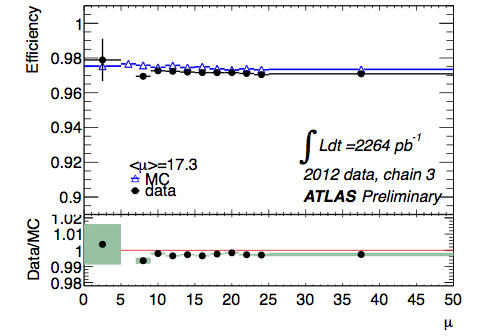 Efficiency
1
0.98
0.96
0.94
0.92
0.9
∫ Ldt =2264 pb⁻¹
<μ>=17.3
MC
data
2012 data, chain 3
ATLAS Preliminary
Data/MC
1.02
1.01
1
0.99
0.98
0 5 10 15 20 25 30 35 40 45 50
μ